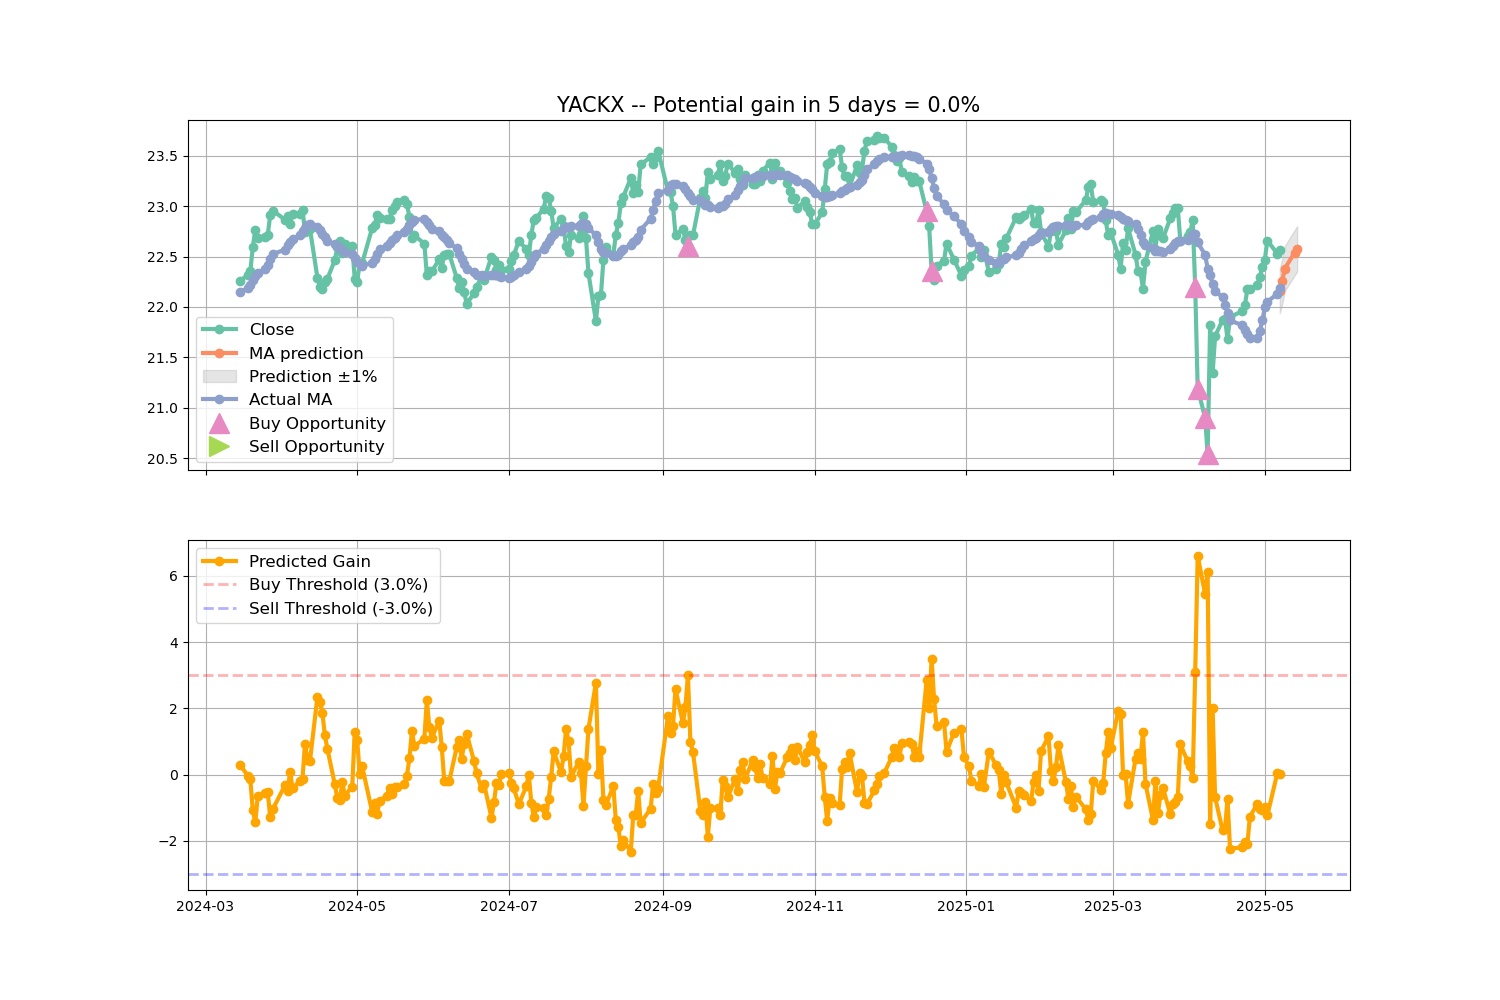 YACKX -- Potential gain in 5 days = 0.0%
23.5
23.0
22.5
22.0
21.5
21.0
20.5
Close
MA prediction
Prediction ±1%
Actual MA
Buy Opportunity
Sell Opportunity
6
4
2
0
−2
Predicted Gain
Buy Threshold (3.0%)
Sell Threshold (-3.0%)
2024-03
2024-05
2024-07
2024-09
2024-11
2025-01
2025-03
2025-05